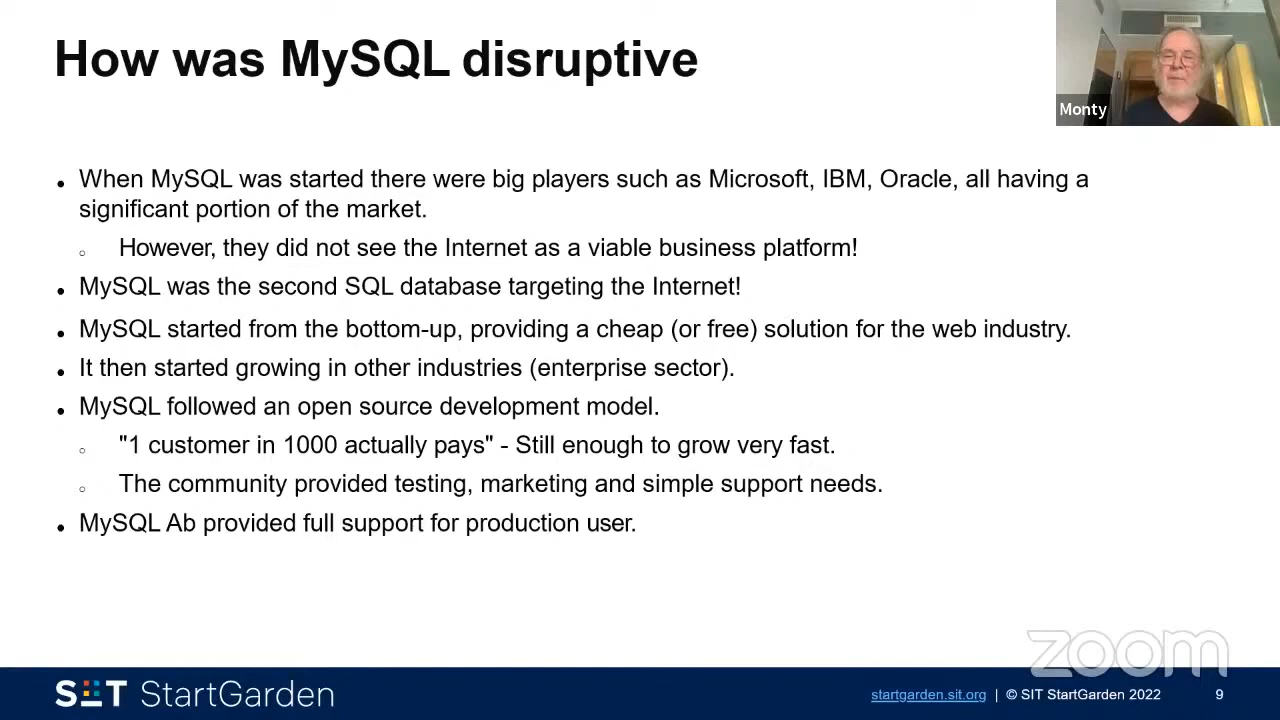 How was MySQL disruptive
Monty
• When MySQL was started there were big players such as Microsoft, IBM, Oracle, all having a
significant portion of the market.
○ However, they did not see the Internet as a viable business platform!
• MySQL was the second SQL database targeting the Internet!
• MySQL started from the bottom-up, providing a cheap (or free) solution for the web industry.
• It then started growing in other industries (enterprise sector).
• MySQL followed an open source development model.
○ "1 customer in 1000 actually pays" - Still enough to grow very fast.
○ The community provided testing, marketing and simple support needs.
• MySQL Ab provided full support for production user.
zoom
SIT StartGarden
startgarden.sit.org | © SIT StartGarden 2022 9